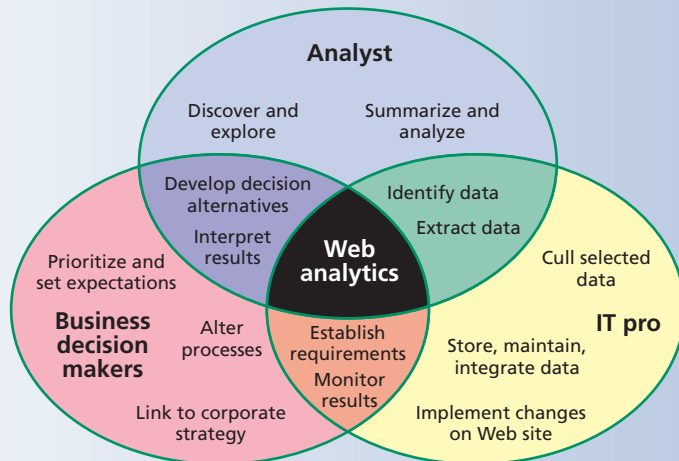 Analyst
Discover and
explore
Summarize and
analyze
Develop decision
alternatives
Interpret
results
Identify data
Extract data
Web
analytics
Prioritize and
set expectations
Business
decision
makers
Alter
processes
Link to corporate
strategy
Establish
requirements
Monitor
results
Cull selected
data
IT pro
Store, maintain,
integrate data
Implement changes
on Web site